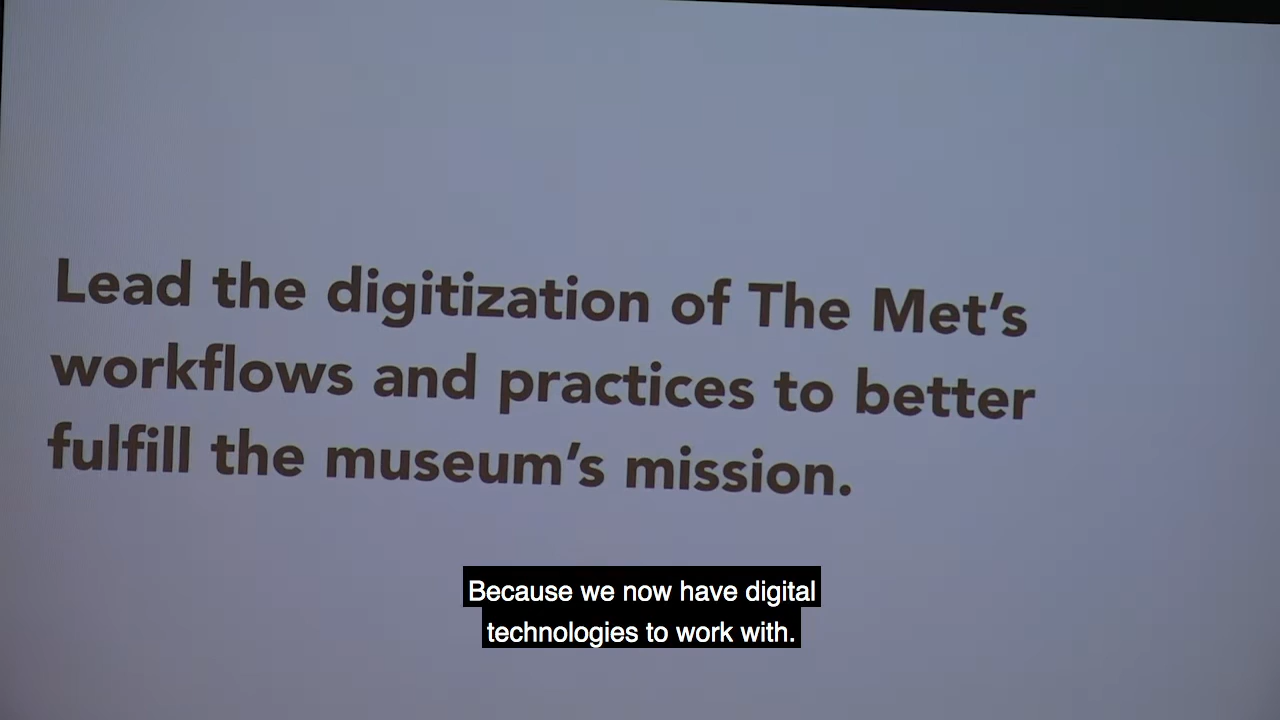 Lead the digitization of The Met's
workflows and practices to better
fulfill the museum's mission.
Because we now have digital
technologies to work with.